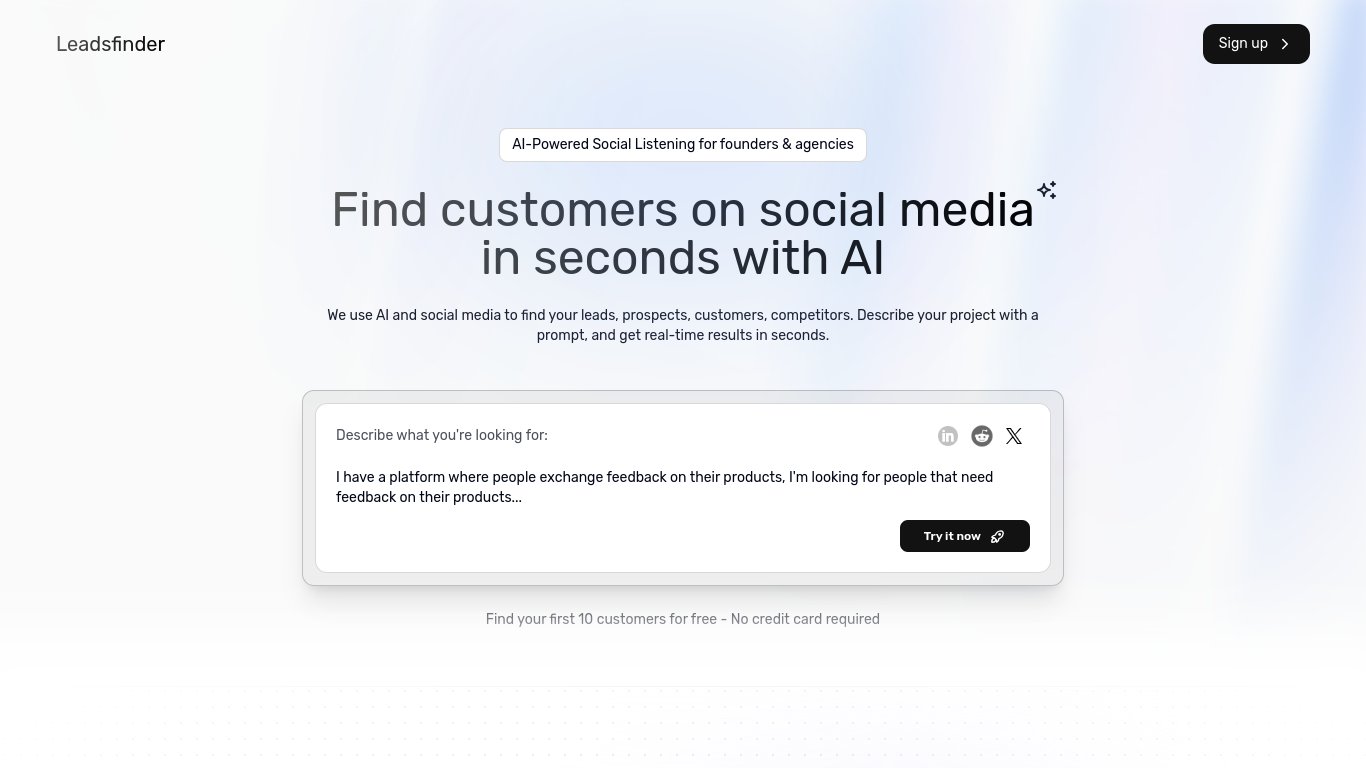 Leadsfinder
Sign up
AI-Powered Social Listening for founders & agencies
Find customers on social media
in seconds with AI
We use AI and social media to find your leads, prospects, customers, competitors. Describe your project with a
prompt, and get real-time results in seconds.
Describe what you're looking for:
I have a platform where people exchange feedback on their products, I'm looking for people that need
feedback on their products...
Try it now
Find your first 10 customers for free - No credit card required